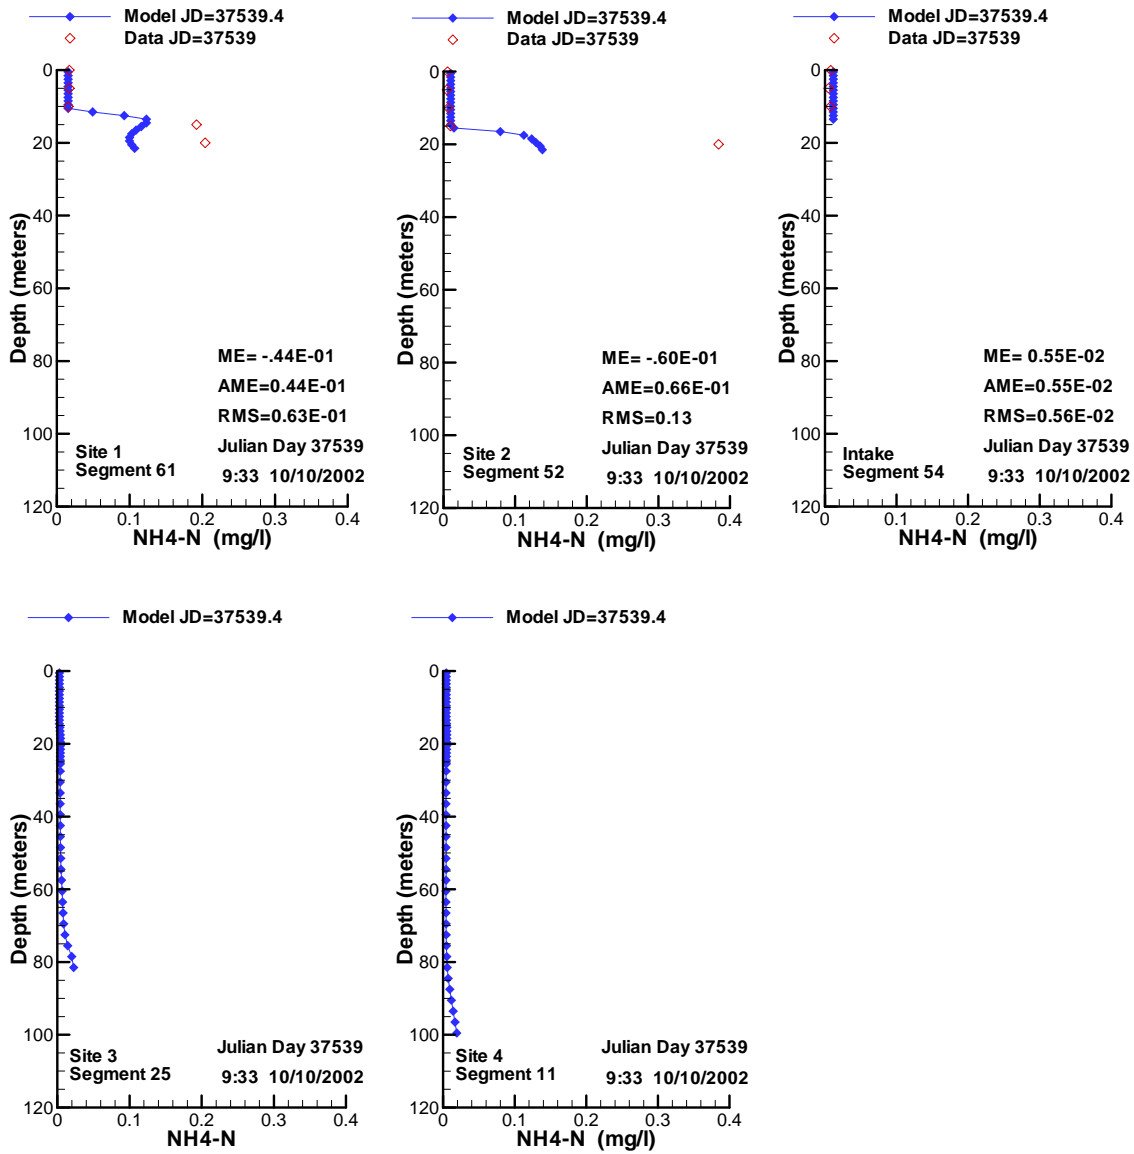 Model JD=37539.4
Data JD=37539
0
20
40
60
80
100
120
Depth (meters)
ME= -.44E-01
AME=0.44E-01
RMS=0.63E-01
Julian Day 37539
9:33 10/10/2002
Site 1
Segment 61
0 0.1 0.2 0.3 0.4
NH4-N (mg/l)
Model JD=37539.4
Data JD=37539
0
20
40
60
80
100
120
Depth (meters)
ME= -.60E-01
AME=0.66E-01
RMS=0.13
Julian Day 37539
9:33 10/10/2002
Site 2
Segment 52
0 0.1 0.2 0.3 0.4
NH4-N (mg/l)
Model JD=37539.4
Data JD=37539
0
20
40
60
80
100
120
Depth (meters)
ME= 0.55E-02
AME=0.55E-02
RMS=0.56E-02
Julian Day 37539
9:33 10/10/2002
Intake
Segment 54
0 0.1 0.2 0.3 0.4
NH4-N (mg/l)
Model JD=37539.4
0
20
40
60
80
100
120
Depth (meters)
Site 3
Segment 25
Julian Day 37539
9:33 10/10/2002
0 0.1 0.2 0.3 0.4
NH4-N
Model JD=37539.4
0
20
40
60
80
100
120
Depth (meters)
Site 4
Segment 11
Julian Day 37539
9:33 10/10/2002
0 0.1 0.2 0.3 0.4
NH4-N (mg/l)